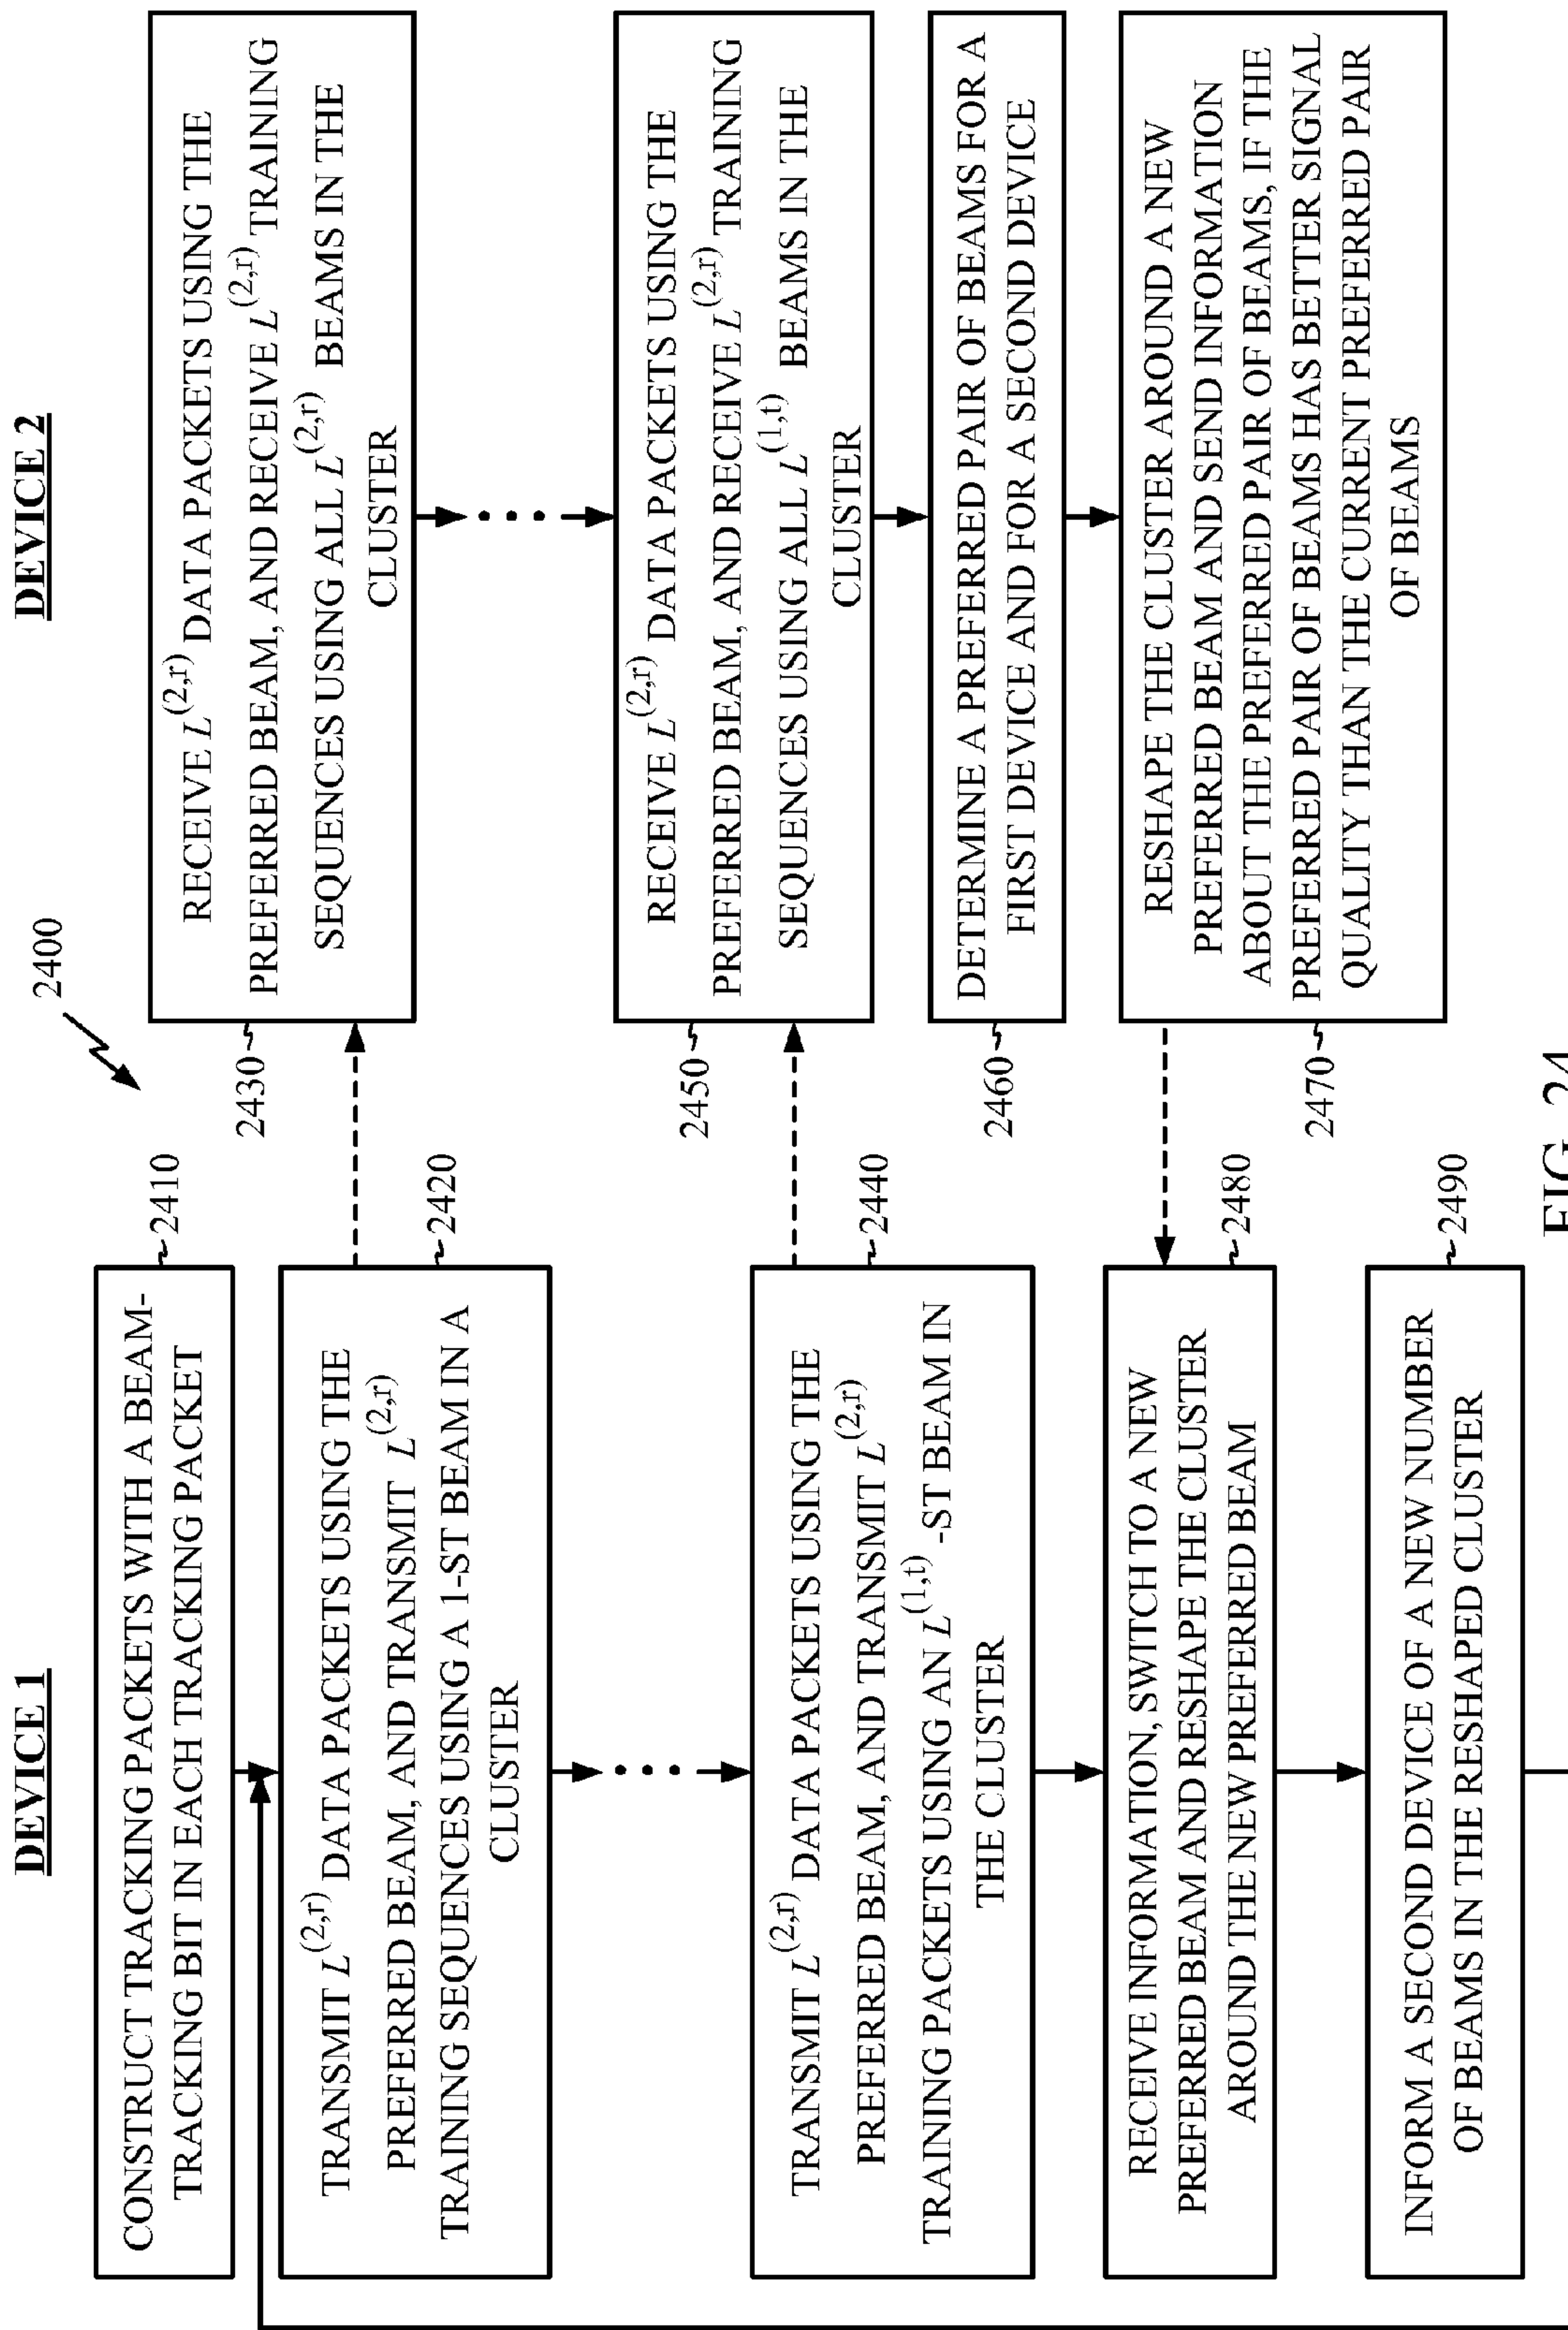 DEVICE 1
CONSTRUCT TRACKING PACKETS WITH A BEAM-
TRACKING BIT IN EACH TRACKING PACKET
2410
TRANSMIT L^(2,r) DATA PACKETS USING THE
PREFERRED BEAM, AND TRANSMIT L^(2,r)
TRAINING SEQUENCES USING A 1-ST BEAM IN A
CLUSTER
2420
TRANSMIT L^(2,r) DATA PACKETS USING THE
PREFERRED BEAM, AND TRANSMIT L^(2,r)
TRAINING PACKETS USING AN L^(1,t) -ST BEAM IN
THE CLUSTER
2440
RECEIVE INFORMATION, SWITCH TO A NEW
PREFERRED BEAM AND RESHAPE THE CLUSTER
AROUND THE NEW PREFERRED BEAM
2480
INFORM A SECOND DEVICE OF A NEW NUMBER
OF BEAMS IN THE RESHAPED CLUSTER
2490
DEVICE 2
2400
RECEIVE L^(2,r) DATA PACKETS USING THE
PREFERRED BEAM, AND RECEIVE L^(2,r) TRAINING
SEQUENCES USING ALL L^(2,r) BEAMS IN THE
CLUSTER
2430
RECEIVE L^(2,r) DATA PACKETS USING THE
PREFERRED BEAM, AND RECEIVE L^(2,r) TRAINING
SEQUENCES USING ALL L^(1,t) BEAMS IN THE
CLUSTER
2450
DETERMINE A PREFERRED PAIR OF BEAMS FOR A
FIRST DEVICE AND FOR A SECOND DEVICE
2460
RESHAPE THE CLUSTER AROUND A NEW
PREFERRED BEAM AND SEND INFORMATION
ABOUT THE PREFERRED PAIR OF BEAMS, IF THE
PREFERRED PAIR OF BEAMS HAS BETTER SIGNAL
QUALITY THAN THE CURRENT PREFERRED PAIR
OF BEAMS
2470
FIG. 24